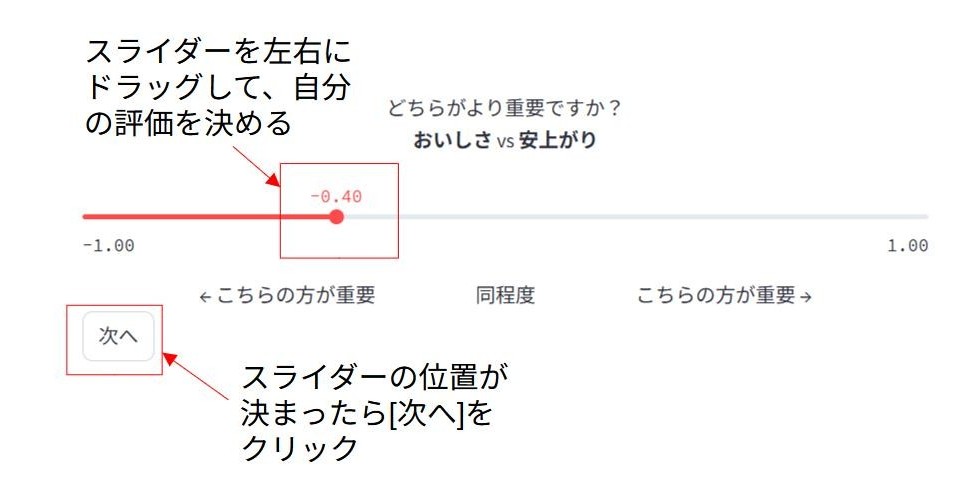 スライダーを左右に
ドラッグして、自分
の評価を決める
どちらがより重要ですか？
おいしさ vs 安上がり
-0.40
-1.00 1.00
←こちらの方が重要 同程度 こちらの方が重要→
次へ
スライダーの位置が
決まったら[次へ]を
クリック